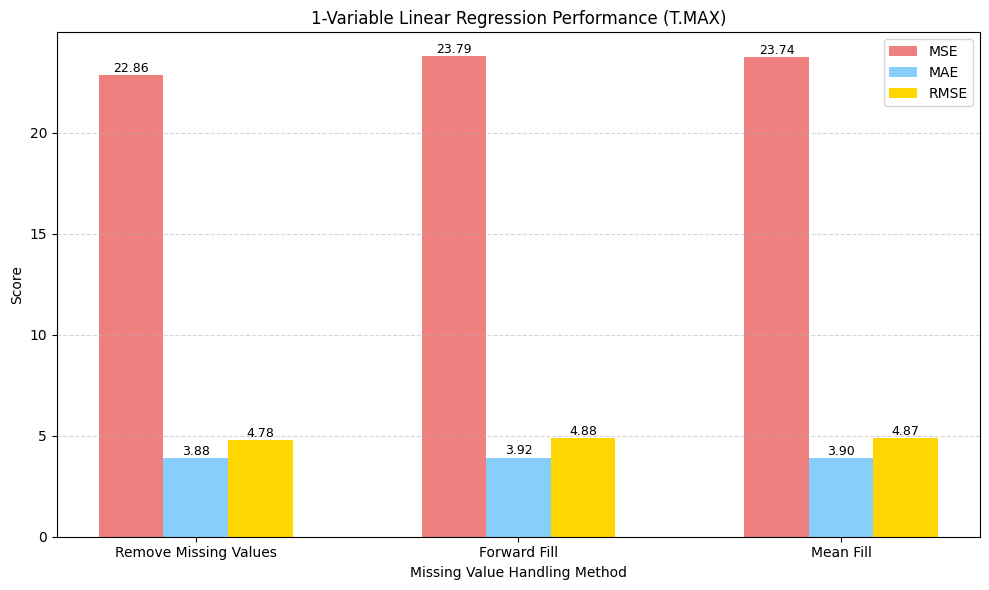 1-Variable Linear Regression Performance (T.MAX)
MSE
MAE
RMSE
22.86
23.79
23.74
3.88
4.78
3.92
4.88
3.90
4.87
20
15
10
5
0
Score
Remove Missing Values
Forward Fill
Mean Fill
Missing Value Handling Method